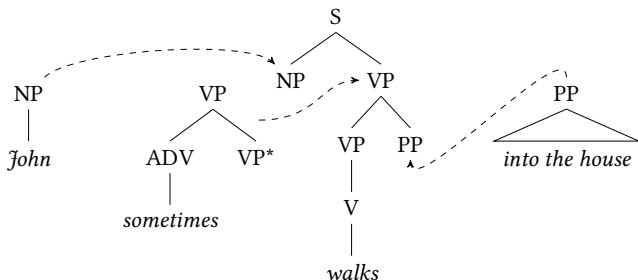 S
NP VP
NP VP PP
John ADV VP* VP PP into the house
sometimes V
walks